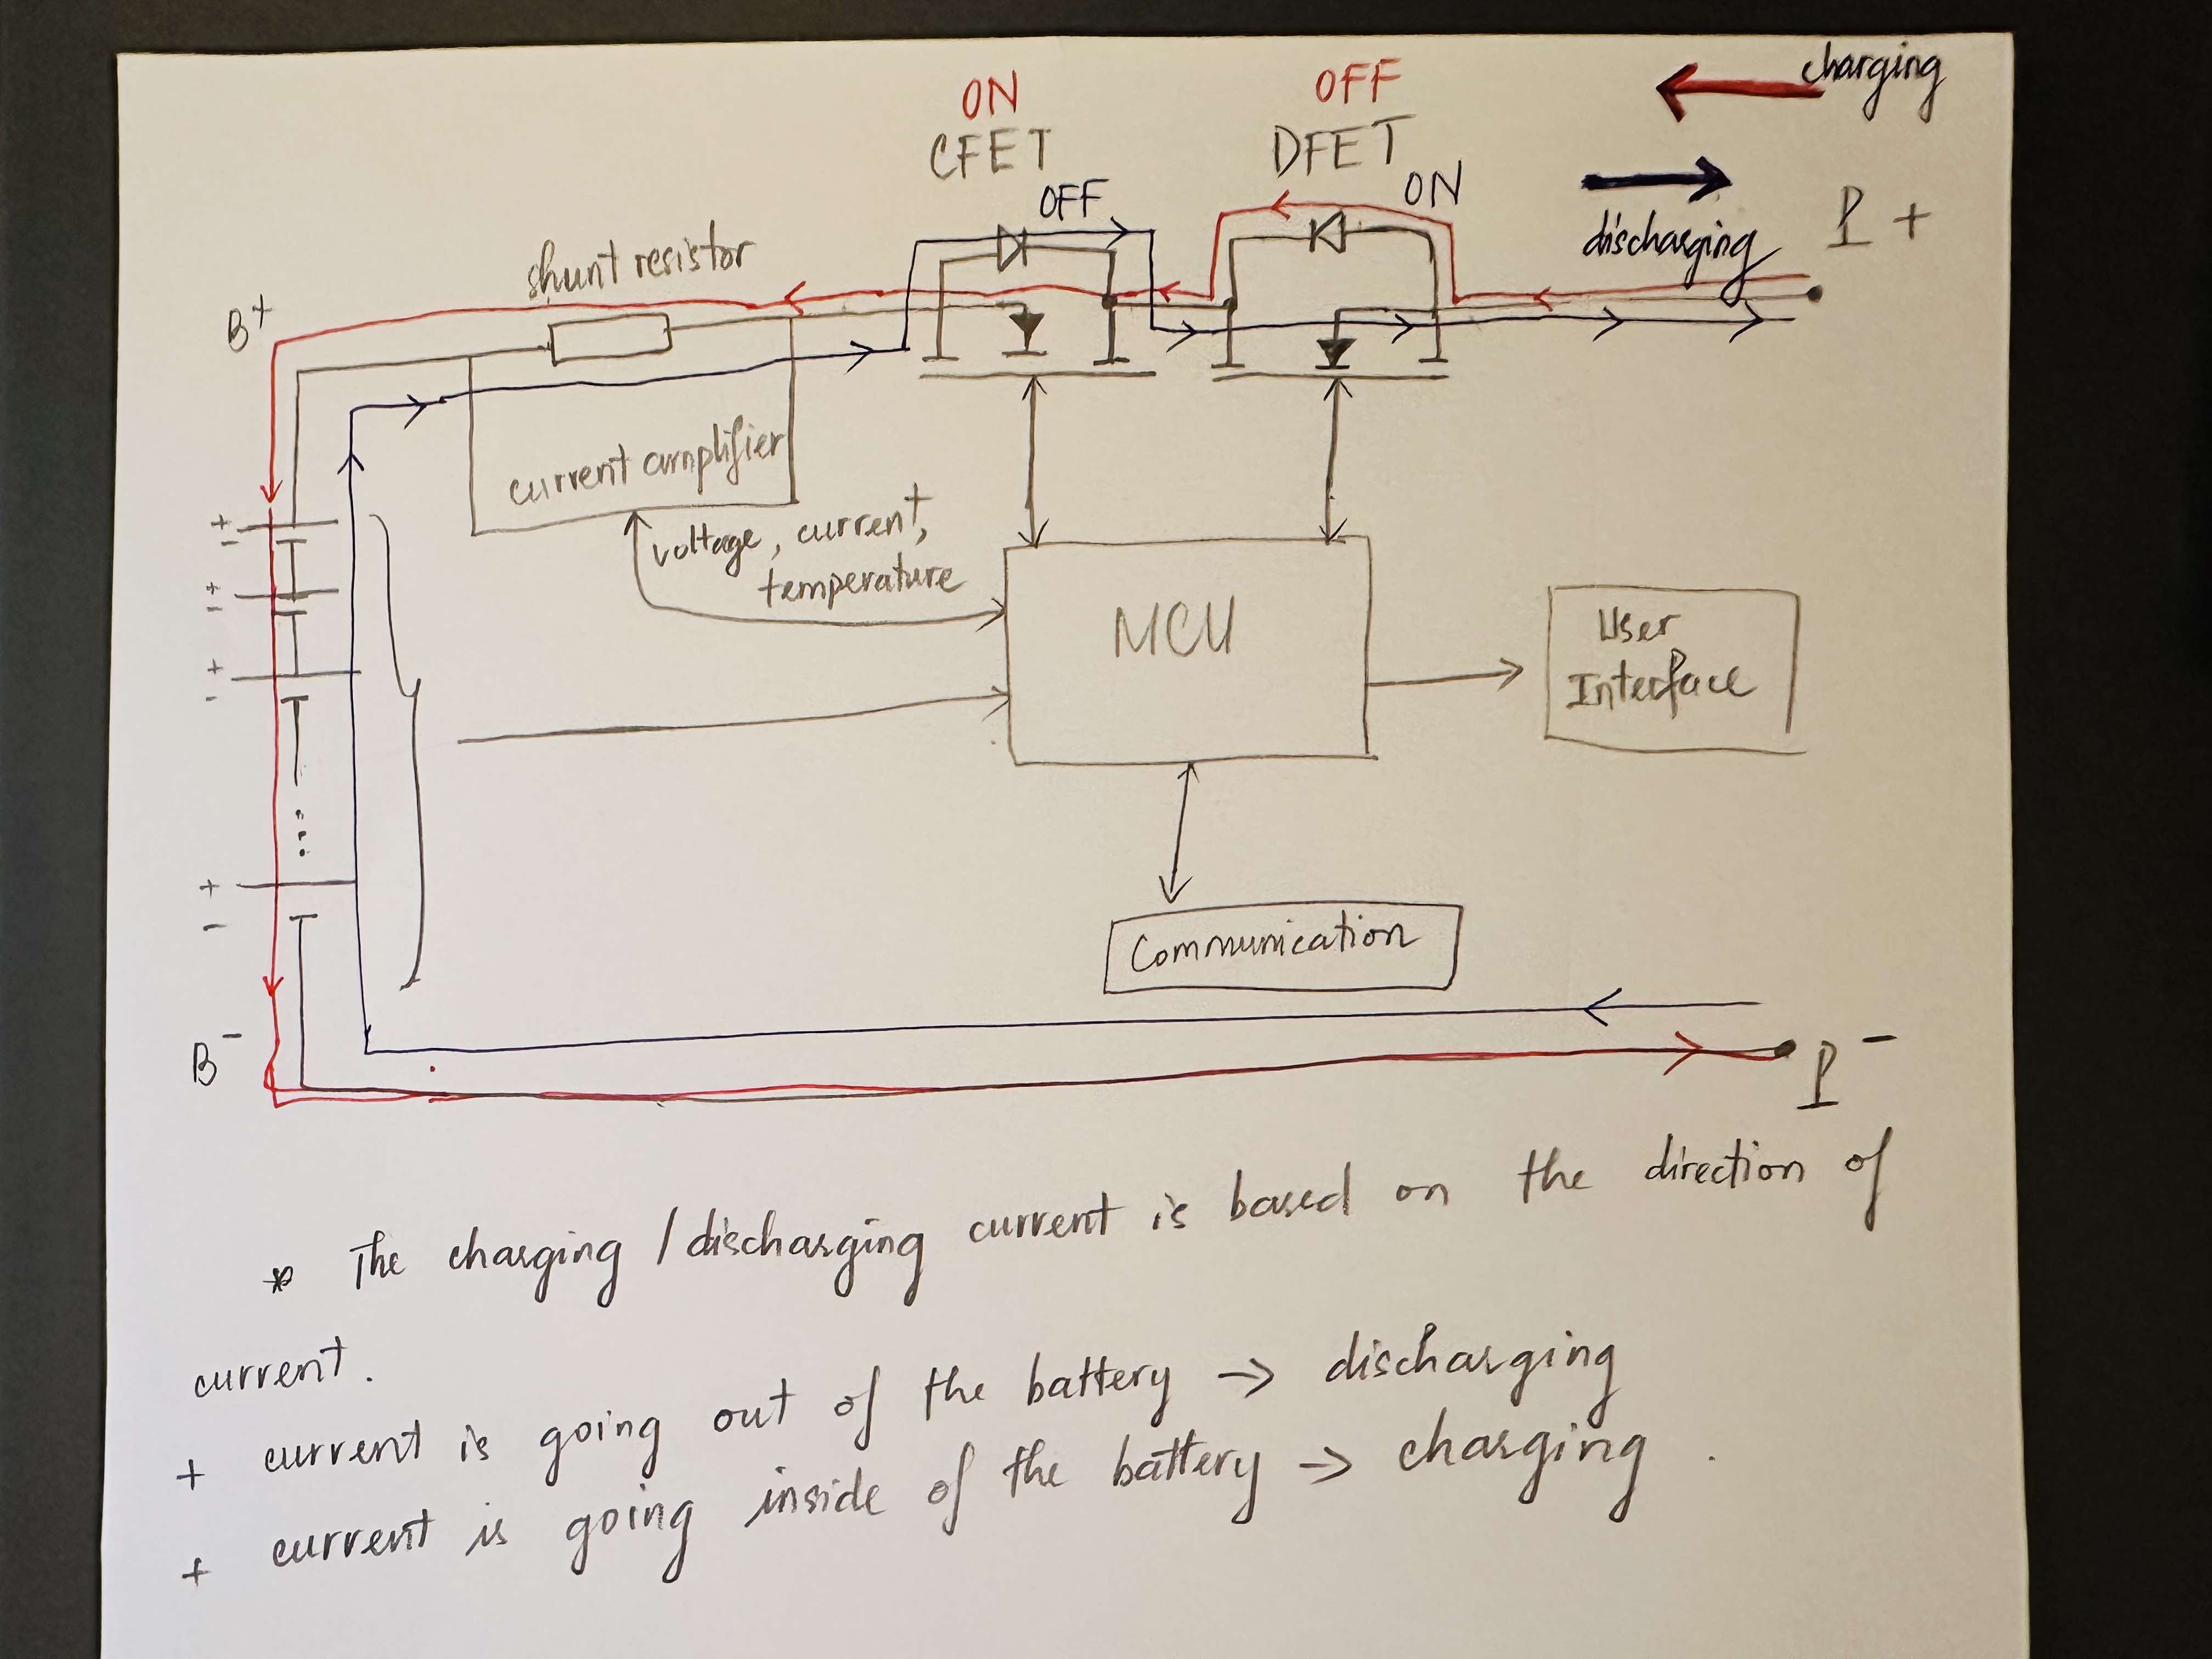 charging
ON
OFF
CFET
DFET
OFF
ON
discharging
P +
shunt resistor
B+
current amplifier
voltage, current,
temperature
+
-
+
-
+
-
MCU
User
Interface
+
-
Communication
B-
P-
* The charging / discharging current is based on the direction of
current.
+ current is going out of the battery → discharging
+ current is going inside of the battery → charging.